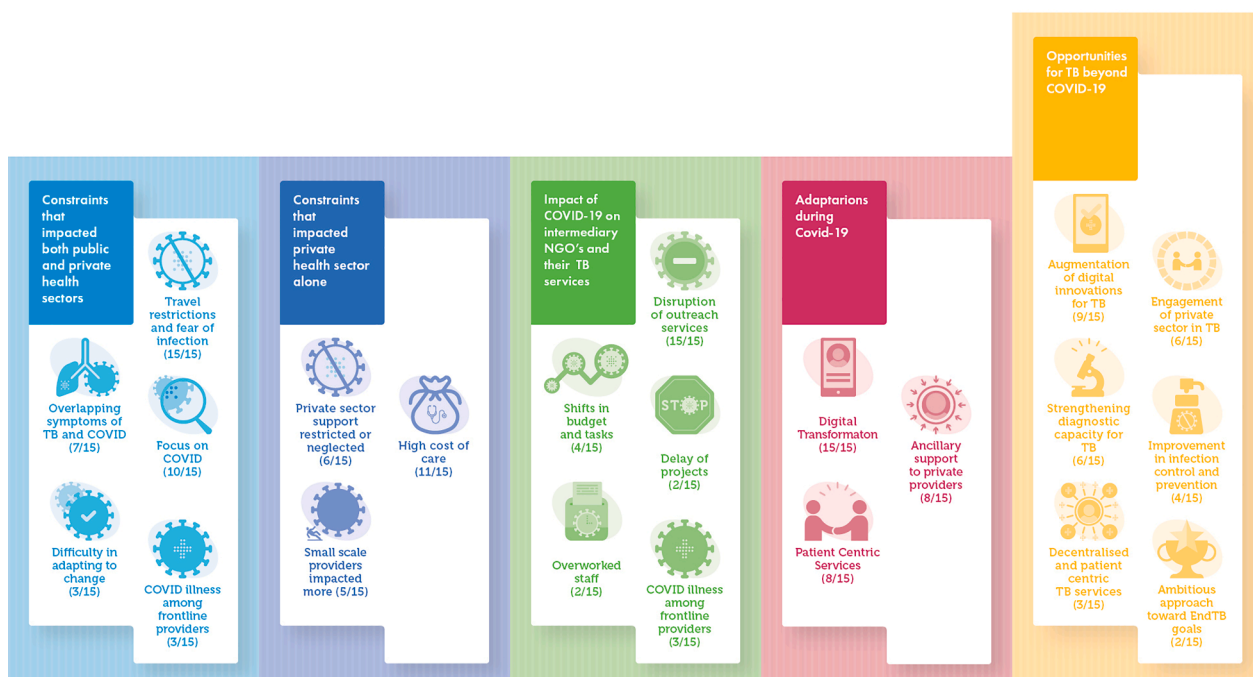 Constraints
that
impacted
both public
and private
health
sectors
Travel
restrictions
and fear of
infection
(15/15)
Overlapping
symptoms of
TB and COVID
(7/15)
Focus on
COVID
(10/15)
Difficulty in
adapting to
change
(3/15)
COVID illness
among
frontline
providers
(3/15)
Constraints
that
impacted
private
health sector
alone
Private sector
support
restricted or
neglected
(6/15)
High cost of
care
(11/15)
Small scale
providers
impacted
more (5/15)
Impact of
COVID-19 on
intermediary
NGO's and
their TB
services
Disruption
of outreach
services
(15/15)
Shifts in
budget
and tasks
(4/15)
STOP
Delay of
projects
(2/15)
Overworked
staff
(2/15)
COVID illness
among
frontline
providers
(3/15)
Adaptarions
during
Covid-19
Digital
Transformaton
(15/15)
Ancillary
support
to private
providers
(8/15)
Patient Centric
Services
(8/15)
Opportunities
for TB beyond
COVID-19
Augmentation
of digital
innovations
for TB
(9/15)
Engagement
of private
sector in TB
(6/15)
Strengthening
diagnostic
capacity for
TB
(6/15)
Improvement
in infection
control and
prevention
(4/15)
Decentralised
and patient
centric
TB services
(3/15)
Ambitious
approach
toward EndTB
goals
(2/15)